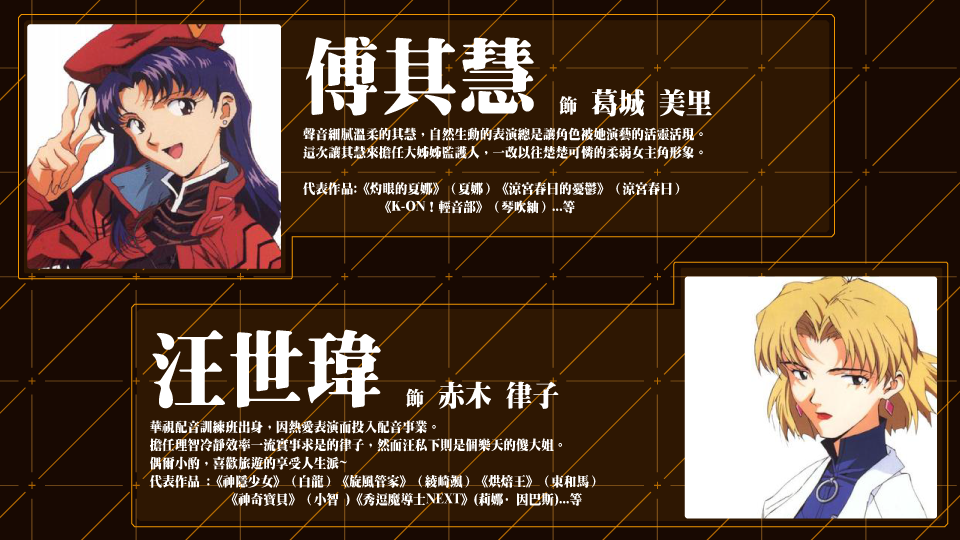 傅其慧 飾 葛城 美里
聲音細膩溫柔的其慧，自然生動的表演總是讓角色被她演藝的活靈活現。
這次讓其慧來擔任大姊姊監護人，一改以往楚楚可憐的柔弱女主角形象。
代表作品:《灼眼的夏娜》（夏娜）《涼宮春日的憂鬱》（涼宮春日）
《K-ON！輕音部》（琴吹紬）...等
汪世瑋 飾 赤木 律子
華視配音訓練班出身，因熱愛表演而投入配音事業。
擔任理智冷靜效率一流實事求是的律子，然而汪私下則是個樂天的傻大姐。
偶爾小酌，喜歡旅遊的享受人生派~
代表作品 ：《神隱少女》（白龍）《旋風管家》（綾崎颯）《烘焙王》（東和馬）
《神奇寶貝》（小智 )《秀逗魔導士NEXT》(莉娜· 因巴斯)...等